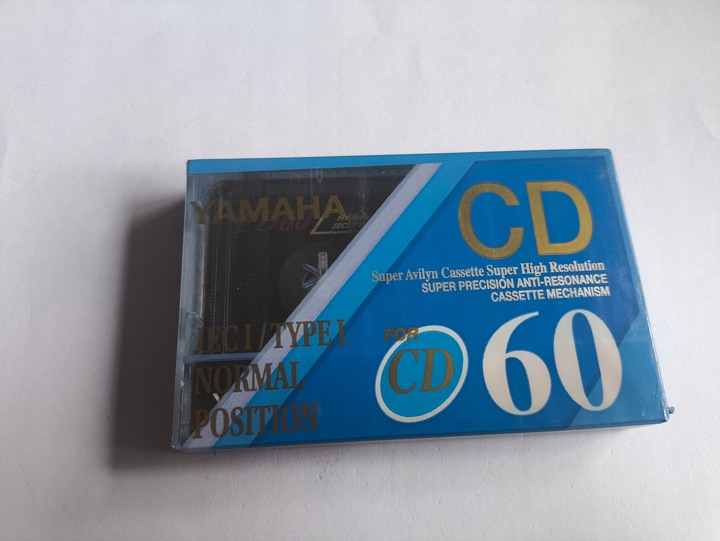 YAMAHA
CD
Super Avilyn Cassette Super High Resolution
SUPER PRECISIÓN ANTI-RESONANCE
CASSETTE MECHANISM
IEC I / TYPE I
NORMAL
POSITION
FOR
CD
60